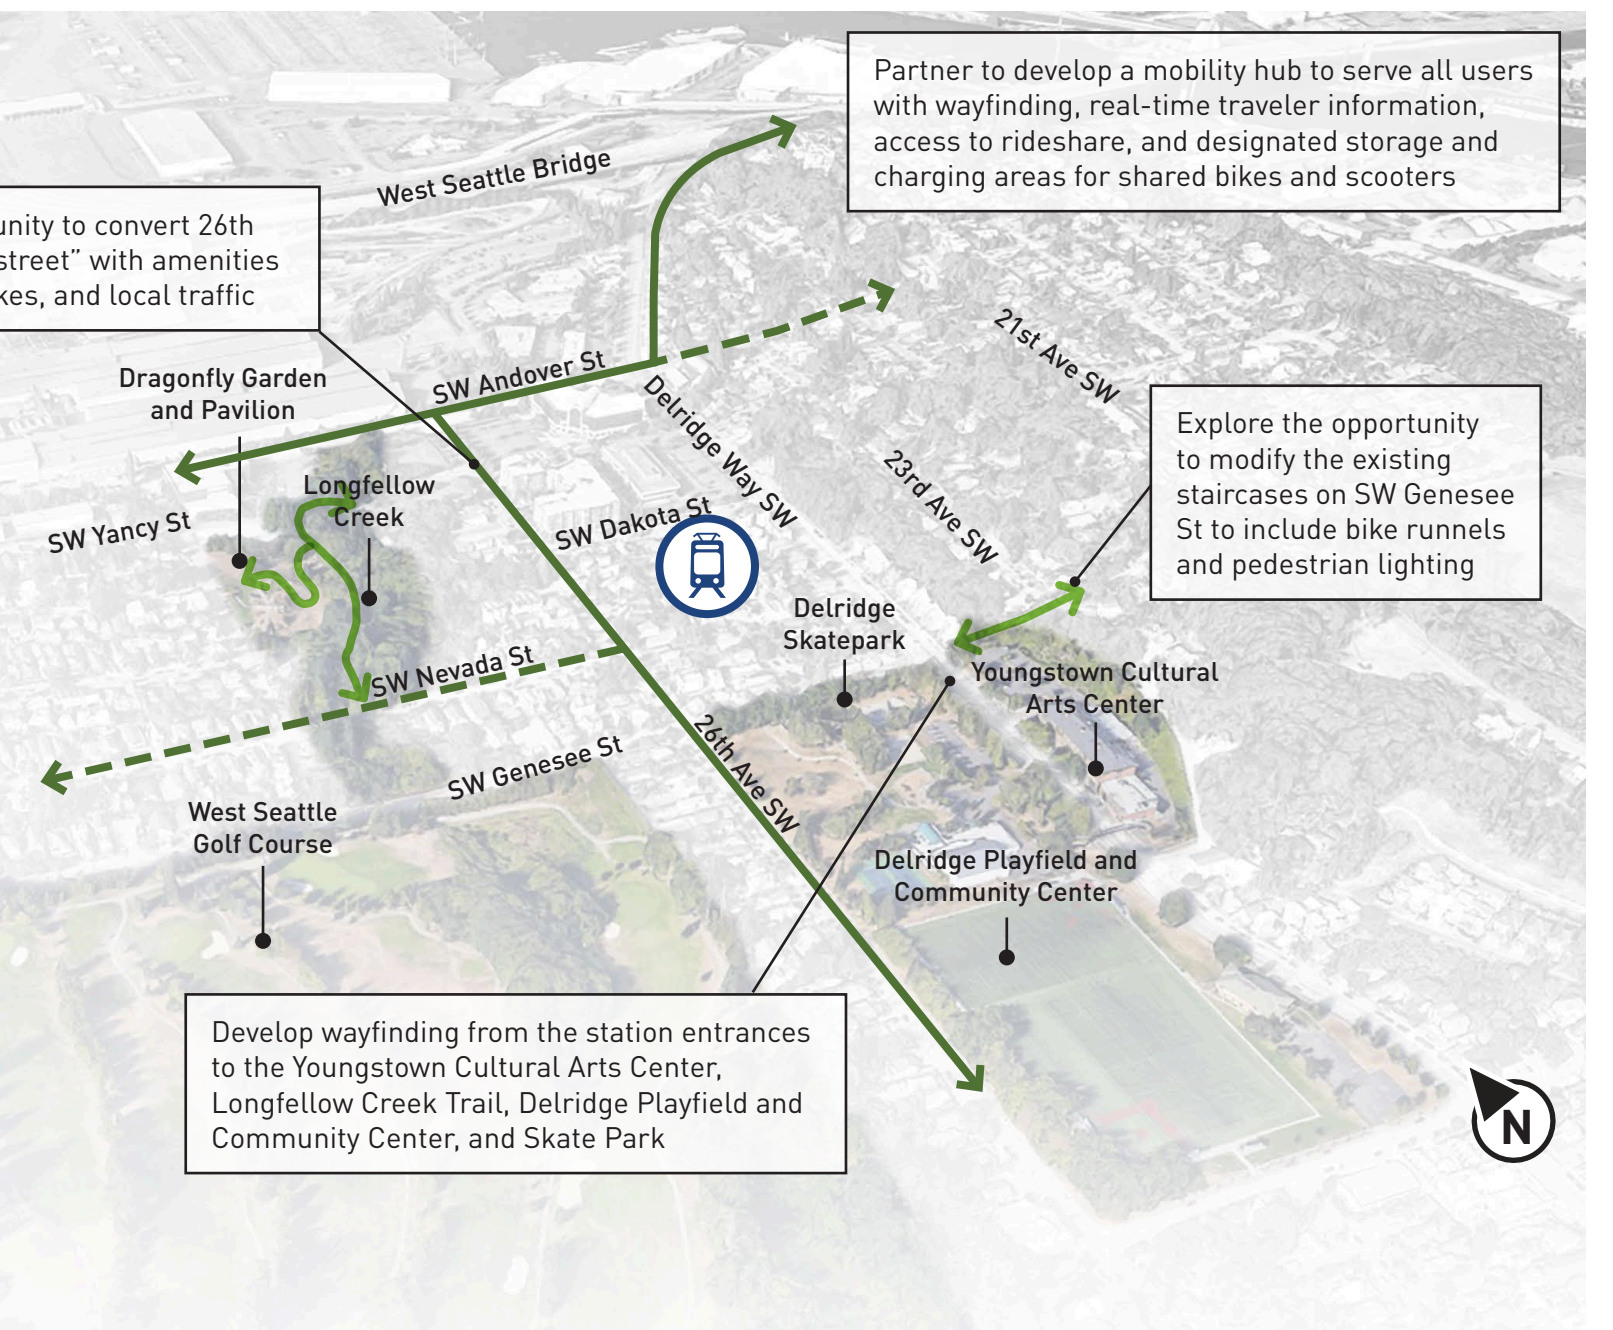 Partner to develop a mobility hub to serve all users
with wayfinding, real-time traveler information,
access to rideshare, and designated storage and
charging areas for shared bikes and scooters
West Seattle Bridge
to convert 26th
street” with amenities
and local traffic
21st Ave SW
SW Andover St
Dragonfly Garden
and Pavilion
Delridge Way SW
Explore the opportunity
to modify the existing
staircases on SW Genesee
St to include bike runnels
and pedestrian lighting
23rd Ave SW
Longfellow
Creek
SW Yancy St
SW Dakota St
Delridge
Skatepark
SW Nevada St
Youngstown Cultural
Arts Center
26th Ave SW
SW Genesee St
West Seattle
Golf Course
Delridge Playfield and
Community Center
Develop wayfinding from the station entrances
to the Youngstown Cultural Arts Center,
Longfellow Creek Trail, Delridge Playfield and
Community Center, and Skate Park
N